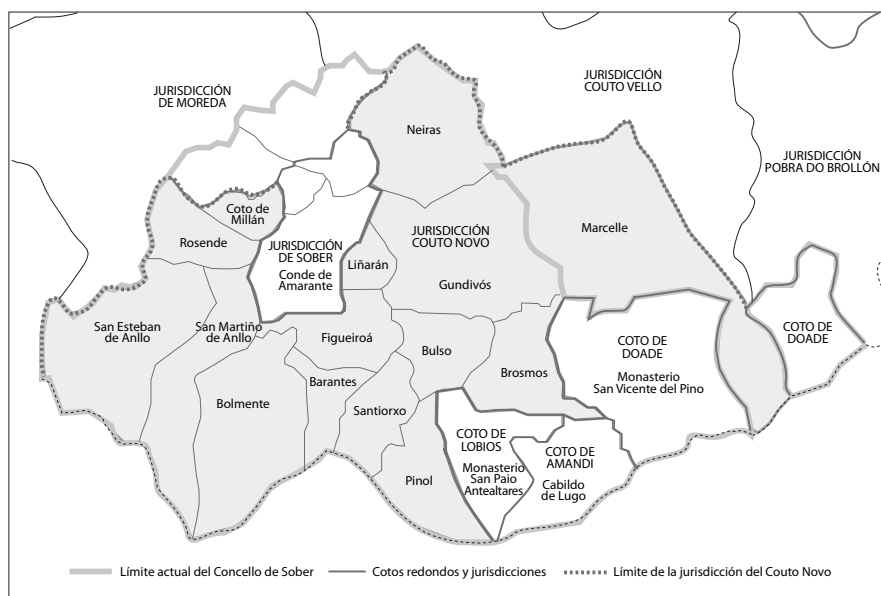 JURISDICCIÓN
DE MOREDA
JURISDICCIÓN
COUTO VELLO
Neiras
JURISDICCIÓN
POBRA DO BROLLÓN
Coto de
Millán
Rosende
JURISDICCIÓN
DE SOBER
Conde de
Amarante
Liñarán
JURISDICCIÓN
COUTO NOVO
Gundivós
Marcelle
San Esteban
de Anllo
San Martiño
de Anllo
Figueiroá
Bulso
COTO DE
DOADE
Monasterio
San Vicente del Pino
COTO DE
DOADE
Bolmente
Barantes
Santiorxo
Brosmos
Pinol
COTO DE
LOBIOS
Monasterio
San Paio
Antealtares
COTO DE
AMANDI
Cabildo
de Lugo
Límite actual del Concello de Sober
Cotos redondos y jurisdicciones
Límite de la jurisdicción del Couto Novo